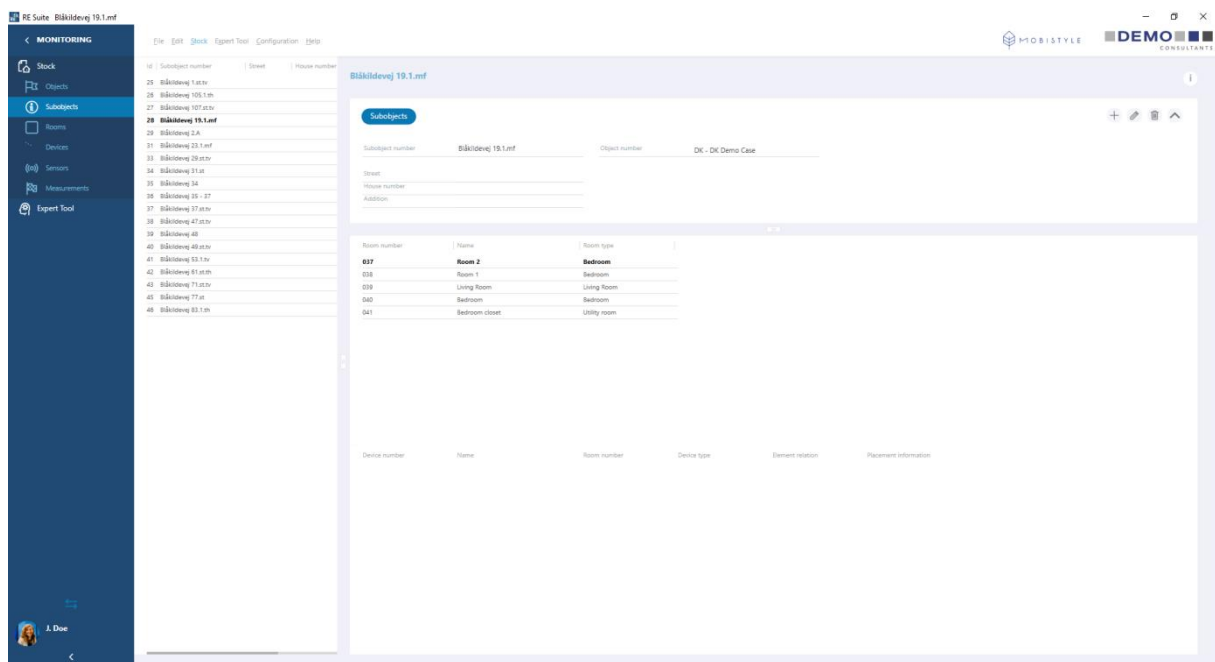 RE Suite Blåkildevej 19.1.mf
MONITORING
File Edit Stock Expert Tool Configuration Help
MOBISTYLE
DEMO
CONSULTANTS
Stock
Objects
Subobjects
Rooms
Devices
Sensors
Measurements
Expert Tool
Id Subobject number Street House number
25 Blåkildevej 1.st.tv
26 Blåkildevej 105.1.th
27 Blåkildevej 107.st.tv
28 Blåkildevej 19.1.mf
29 Blåkildevej 2.A
31 Blåkildevej 23.1.mf
33 Blåkildevej 29.st.tv
34 Blåkildevej 31.st
35 Blåkildevej 34
36 Blåkildevej 35 - 37
37 Blåkildevej 37.st.tv
38 Blåkildevej 47.st.tv
39 Blåkildevej 48
40 Blåkildevej 49.st.tv
41 Blåkildevej 53.1.tv
42 Blåkildevej 61.st.th
43 Blåkildevej 71.st.tv
45 Blåkildevej 77.st
46 Blåkildevej 83.1.th
Blåkildevej 19.1.mf
Subobjects
Subobject number Blåkildevej 19.1.mf Object number DK - DK Demo Case
Street
House number
Addition
Room number Name Room type
037 Room 2 Bedroom
038 Room 1 Bedroom
039 Living Room Living Room
040 Bedroom Bedroom
041 Bedroom closet Utility room
Device number Name Room number Device type Element relation Placement information
J. Doe